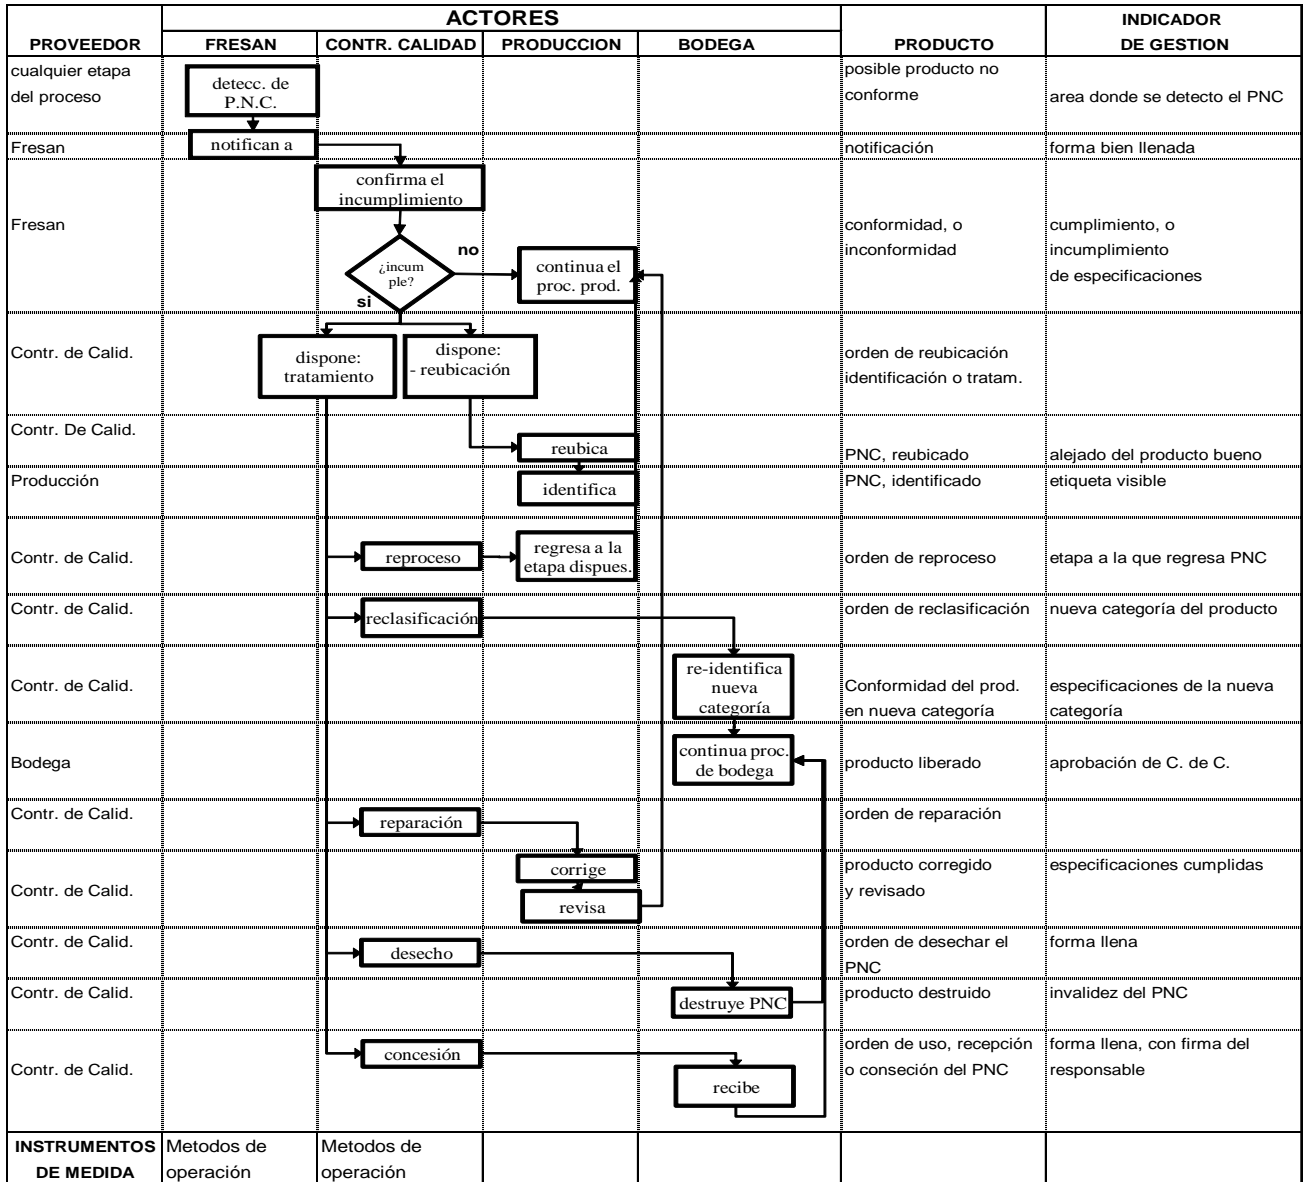 ACTORES
INDICADOR
PROVEEDOR FRESAN CONTR. CALIDAD PRODUCCION BODEGA PRODUCTO DE GESTION
cualquier etapa
del proceso
detecc. de
P.N.C.
posible producto no
conforme
area donde se detecto el PNC
Fresan
notifican a
notificación
forma bien llenada
confirma el
incumplimiento
Fresan
conformidad, o
inconformidad
cumplimiento, o
incumplimiento
de especificaciones
¿incum
ple?
no
si
continua el
proc. prod.
Contr. de Calid.
dispone:
tratamiento
dispone:
- reubicación
orden de reubicación
identificación o tratam.
Contr. De Calid.
reubica
PNC, reubicado
alejado del producto bueno
Producción
identifica
PNC, identificado
etiqueta visible
Contr. de Calid.
reproceso
regresa a la
etapa dispues.
orden de reproceso
etapa a la que regresa PNC
Contr. de Calid.
reclasificación
orden de reclasificación
nueva categoría del producto
Contr. de Calid.
re-identifica
nueva
categoría
Conformidad del prod.
en nueva categoría
especificaciones de la nueva
categoría
Bodega
continua proc.
de bodega
producto liberado
aprobación de C. de C.
Contr. de Calid.
reparación
orden de reparación
Contr. de Calid.
corrige
revisa
producto corregido
y revisado
especificaciones cumplidas
Contr. de Calid.
desecho
orden de desechar el
PNC
forma llena
Contr. de Calid.
destruye PNC
producto destruido
invalidez del PNC
Contr. de Calid.
concesión
recibe
orden de uso, recepción
o conseción del PNC
forma llena, con firma del
responsable
INSTRUMENTOS
DE MEDIDA
Metodos de
operación
Metodos de
operación